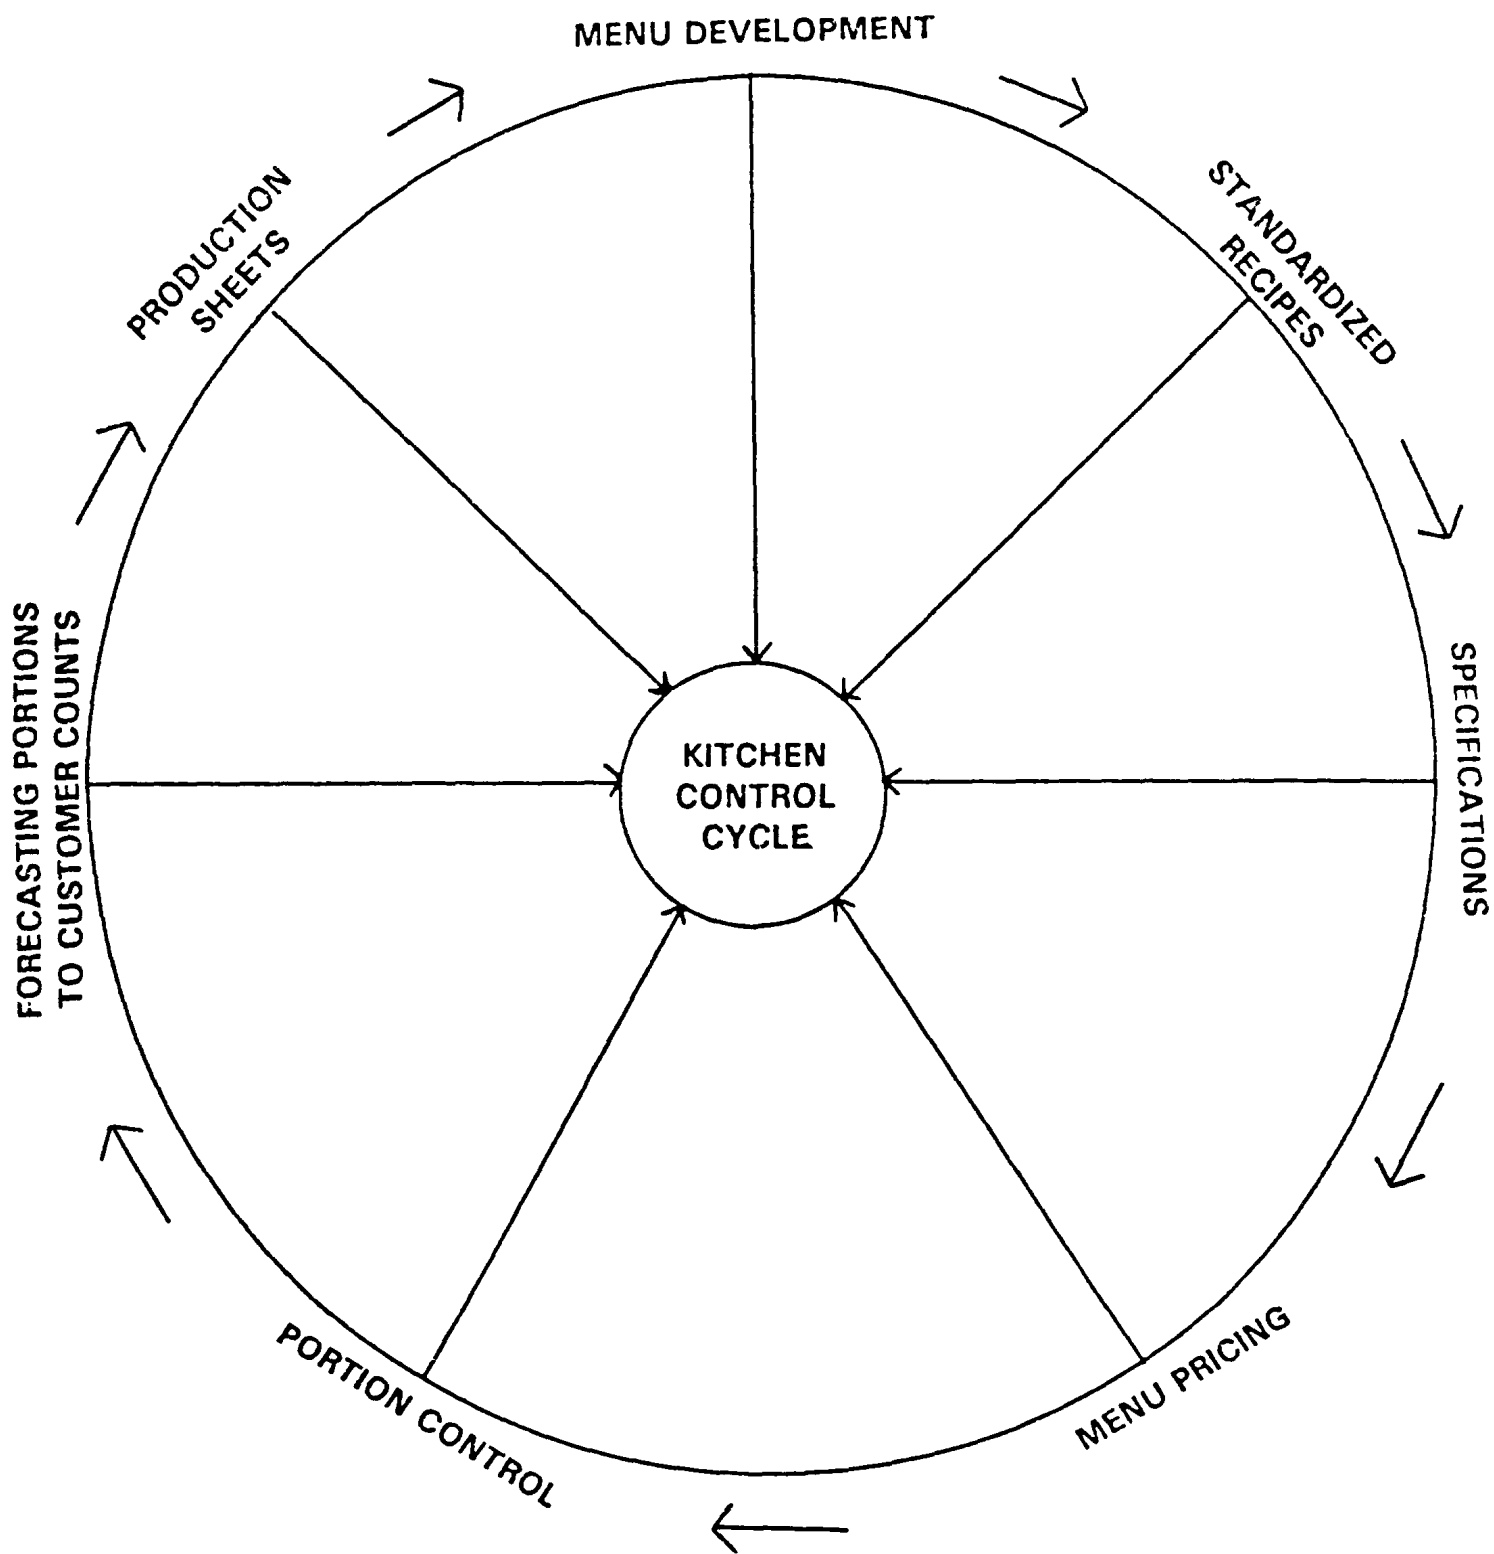 MENU DEVELOPMENT
STANDARDIZED
RECIPES
SPECIFICATIONS
MENU PRICING
PORTION CONTROL
FORECASTING PORTIONS
TO CUSTOMER COUNTS
PRODUCTION
SHEETS
KITCHEN
CONTROL
CYCLE